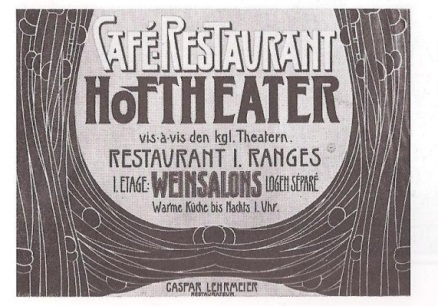 CAFÉ RESTAURANT
HOFTHEATER
vis-à-vis den kgl. Theatern.
RESTAURANT I. RANGES
I. ETAGE: WEINSALONS LOGEN SÉPARÉ
Warme Küche bis Nachts 1. Uhr.
CASPAR LEHRMEIER
RESTAURATEUR.